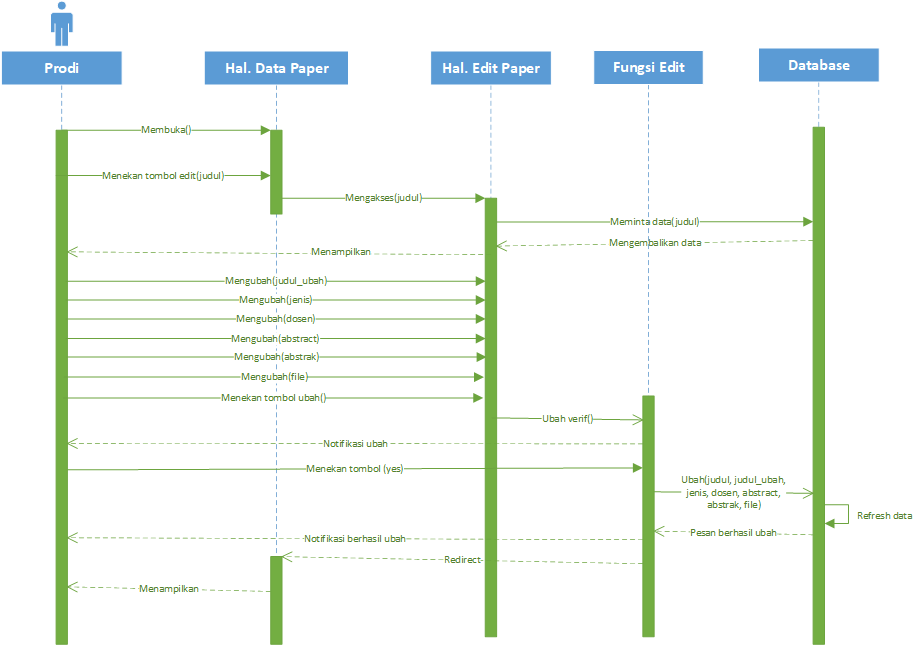 Prodi
Hal. Data Paper
Hal. Edit Paper
Fungsi Edit
Database
Membuka()
Menekan tombol edit(judul)
Mengakses(judul)
Meminta data(judul)
Mengembalikan data
Menampilkan
Mengubah(judul_ubah)
Mengubah(jenis)
Mengubah(dosen)
Mengubah(abstract)
Mengubah(abstrak)
Mengubah(file)
Menekan tombol ubah()
Ubah verif()
Notifikasi ubah
Menekan tombol (yes)
Ubah(judul, judul_ubah,
jenis, dosen, abstract,
abstrak, file)
Refresh data
Pesan berhasil ubah
Notifikasi berhasil ubah
Redirect
Menampilkan